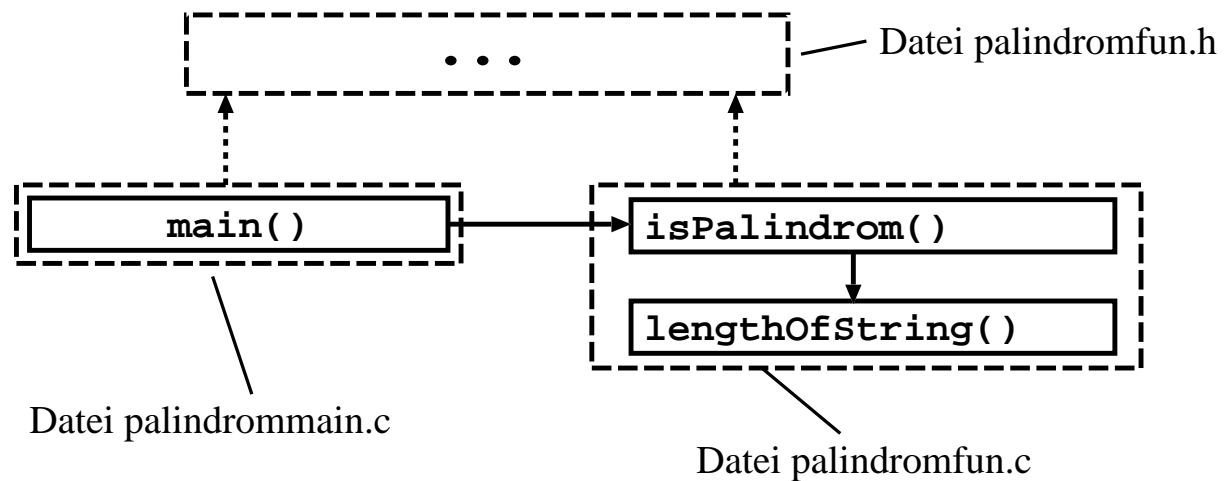 Datei palindromfun.h
...
main()
isPalindrom()
lengthOfString()
Datei palindrommain.c
Datei palindromfun.c